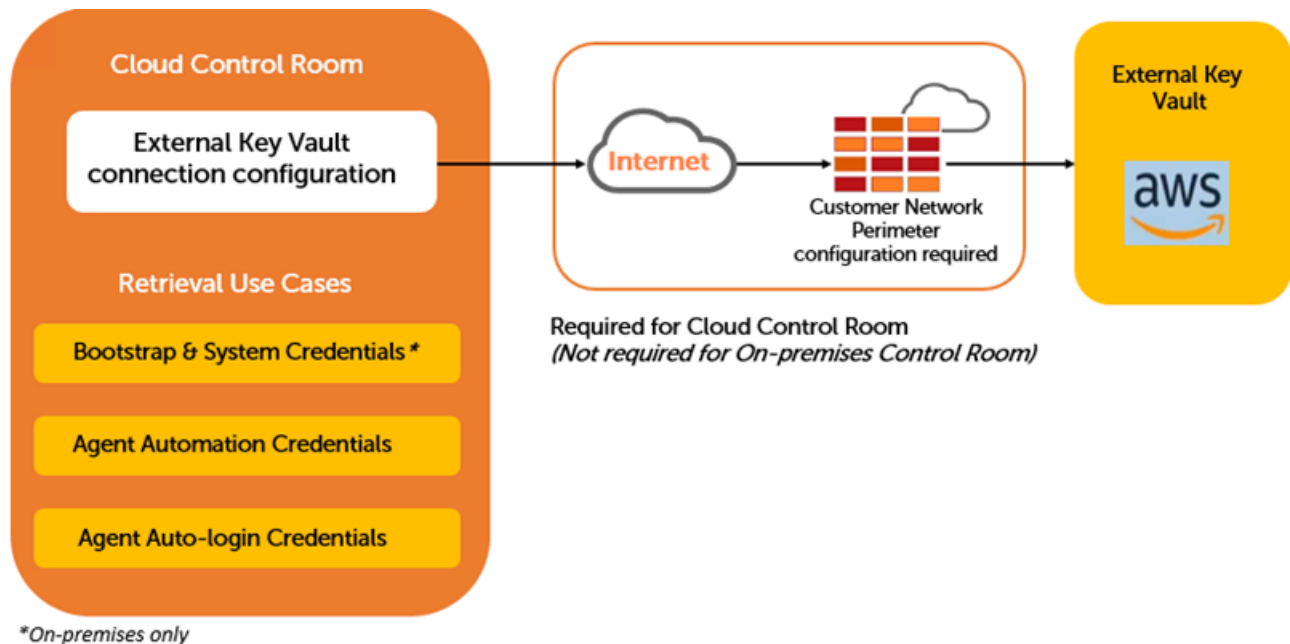 Cloud Control Room
External Key Vault
connection configuration
Retrieval Use Cases
Bootstrap & System Credentials*
Agent Automation Credentials
Agent Auto-login Credentials
*On-premises only
Internet
Customer Network
Perimeter
configuration required
Required for Cloud Control Room
(Not required for On-premises Control Room)
External Key
Vault
aws